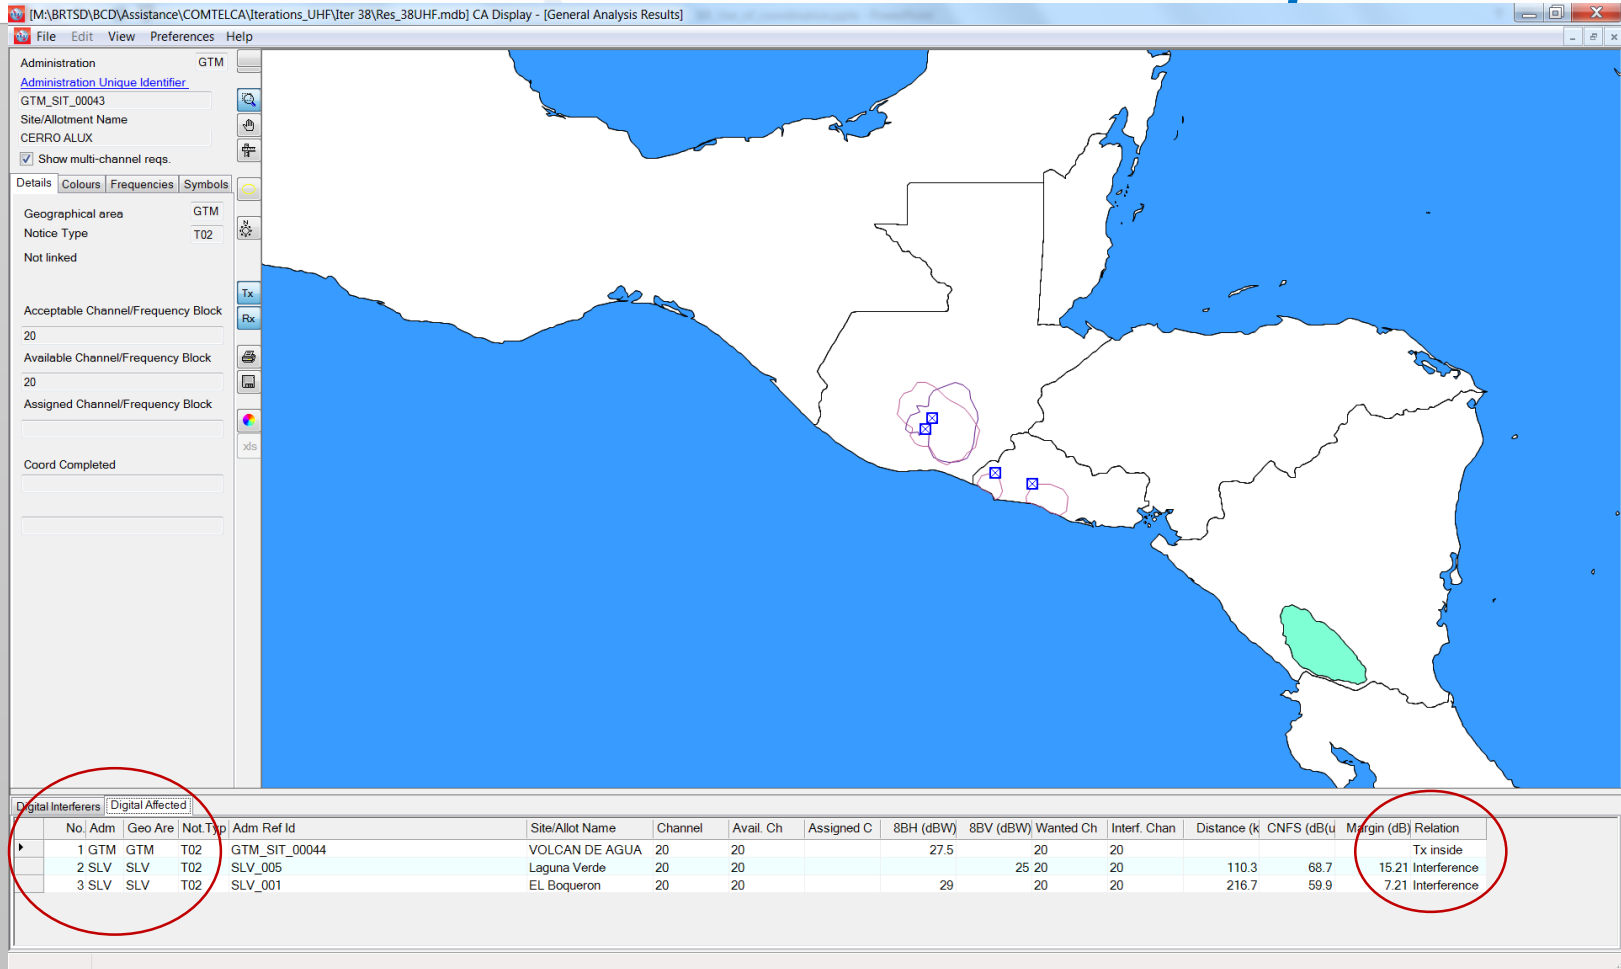 [M:\BRTSD\BCD\Assistance\COMTELCA\Iterations_UHF\Iter 38\Res_38UHF.mdb] CA Display - [General Analysis Results]
File Edit View Preferences Help
Administration GTM
Administration Unique Identifier
GTM_SIT_00043
Site/Allotment Name
CERRO ALUX
Show multi-channel reqs.
Details Colours Frequencies Symbols
Geographical area GTM
Notice Type T02
Not linked
Acceptable Channel/Frequency Block
20
Available Channel/Frequency Block
20
Assigned Channel/Frequency Block
Coord Completed
N
Tx
Rx
xls
Digital Interferers Digital Affected
No. Adm Geo Are Not.Typ Adm Ref Id Site/Allot Name Channel Avail. Ch Assigned C 8BH (dBW) 8BV (dBW) Wanted Ch Interf. Chan Distance (k CNFS (dB(u Margin (dB) Relation
1 GTM GTM T02 GTM_SIT_00044 VOLCAN DE AGUA 20 20 27.5 20 20 Tx inside
2 SLV SLV T02 SLV_005 Laguna Verde 20 20 25 20 20 110.3 68.7 15.21 Interference
3 SLV SLV T02 SLV_001 EL Boqueron 20 20 29 20 20 216.7 59.9 7.21 Interference